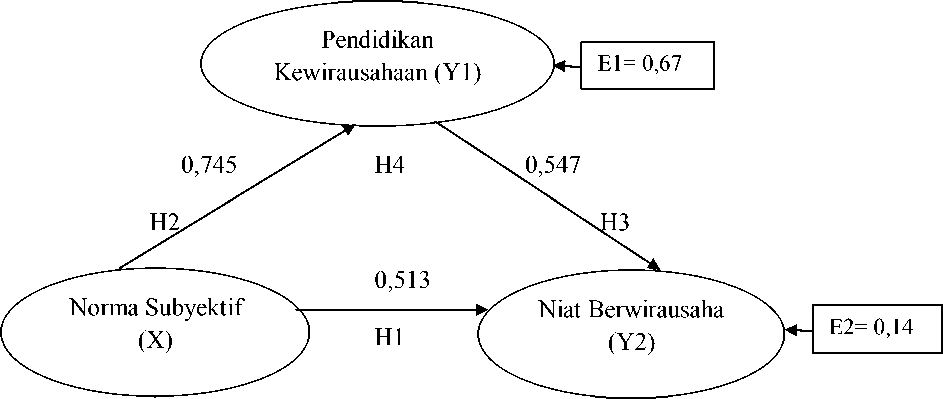 Pendidikan
Kewirausahaan (Y1)
E1= 0,67
0,745
H4
0,547
H2
H3
0,513
Norma Subyektif
(X)
H1
Niat Berwirausaha
(Y2)
E2= 0,14